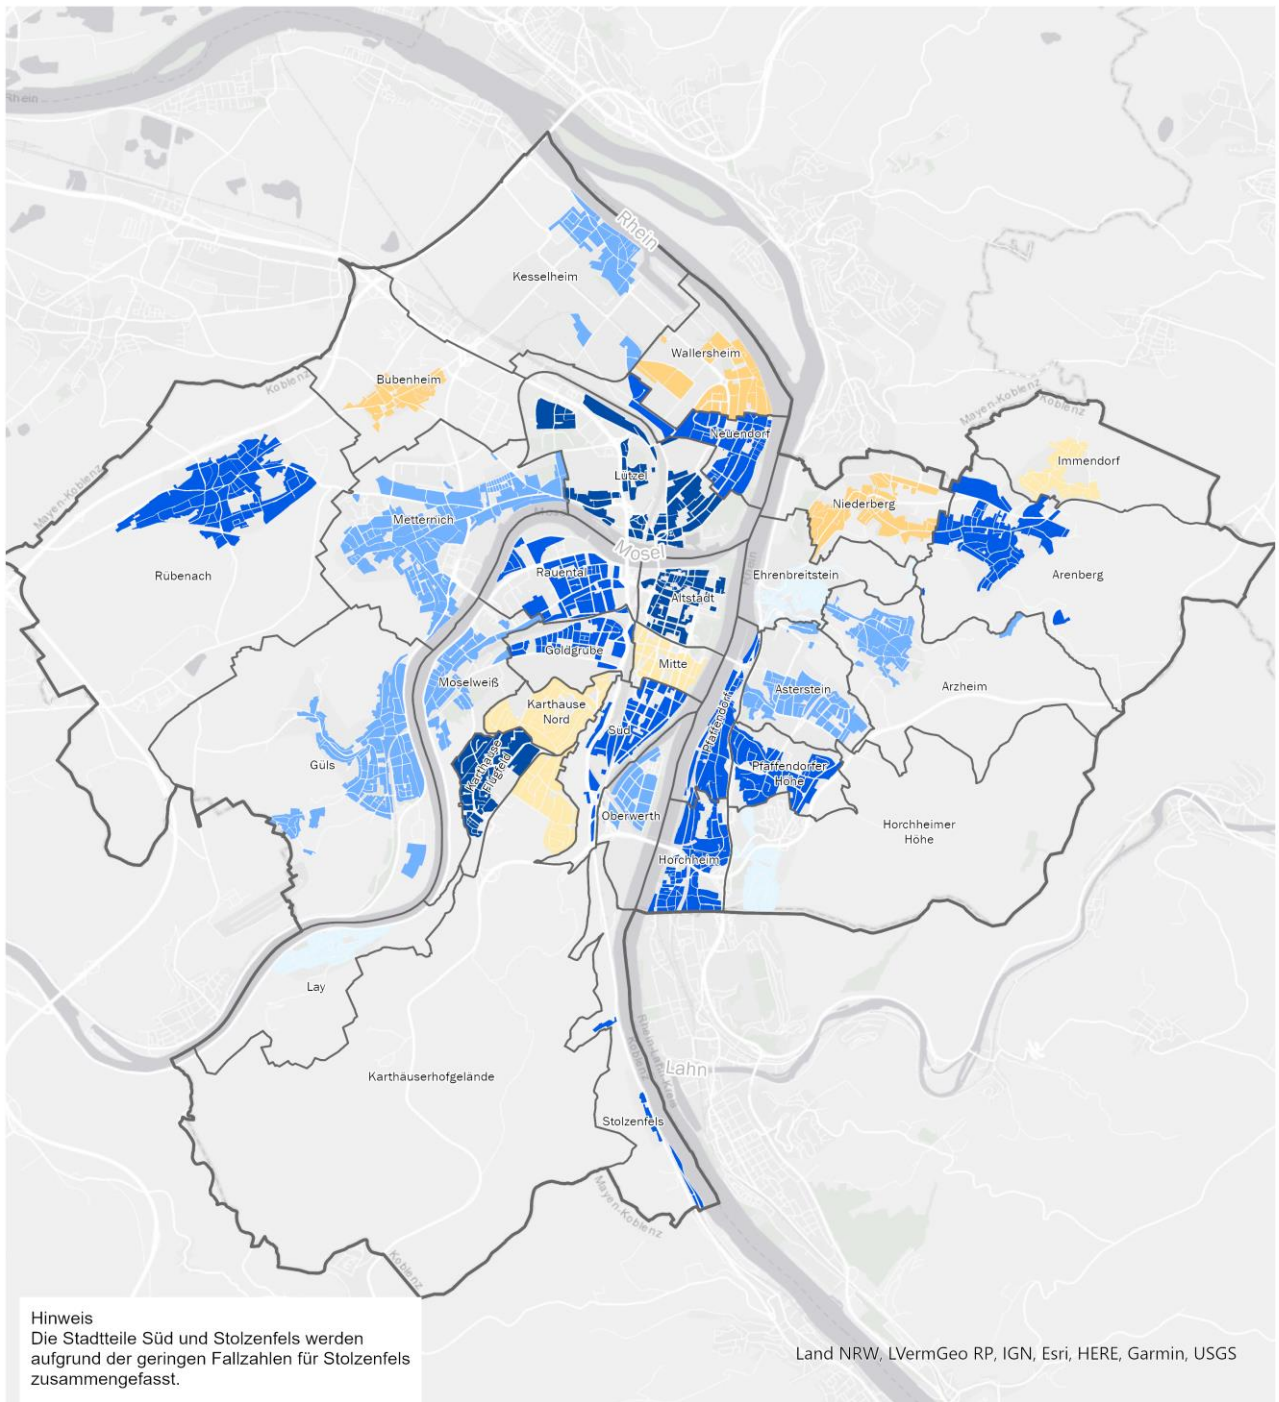 Rhein
Rhein
Kesselheim
Wallersheim
Koblenz
Bubenheim
Mayen-Koblenz
Koblenz
Neuendorf
Mayen-Koblenz
Immendorf
Lützel
Niederberg
Metternich
Mosel
Rübenach
Rauental
Rhein
Ehrenbreitstein
Arenberg
Altstadt
Goldgrube
Mitte
Moselweiß
Asterstein
Arzheim
Karthause
Nord
Süd
Pfaffendorf
Güls
Karthause
Flugfeld
Pfaffendorfer
Höhe
Oberwerth
Horchheimer
Höhe
Horchheim
Lay
Karthäuserhofgelände
Lahn
Rhein-Lahn-Kreis
Koblenz
Stolzenfels
Mayen-Koblenz
Koblenz
Hinweis
Die Stadtteile Süd und Stolzenfels werden
aufgrund der geringen Fallzahlen für Stolzenfels
zusammengefasst.
Land NRW, LVermGeo RP, IGN, Esri, HERE, Garmin, USGS